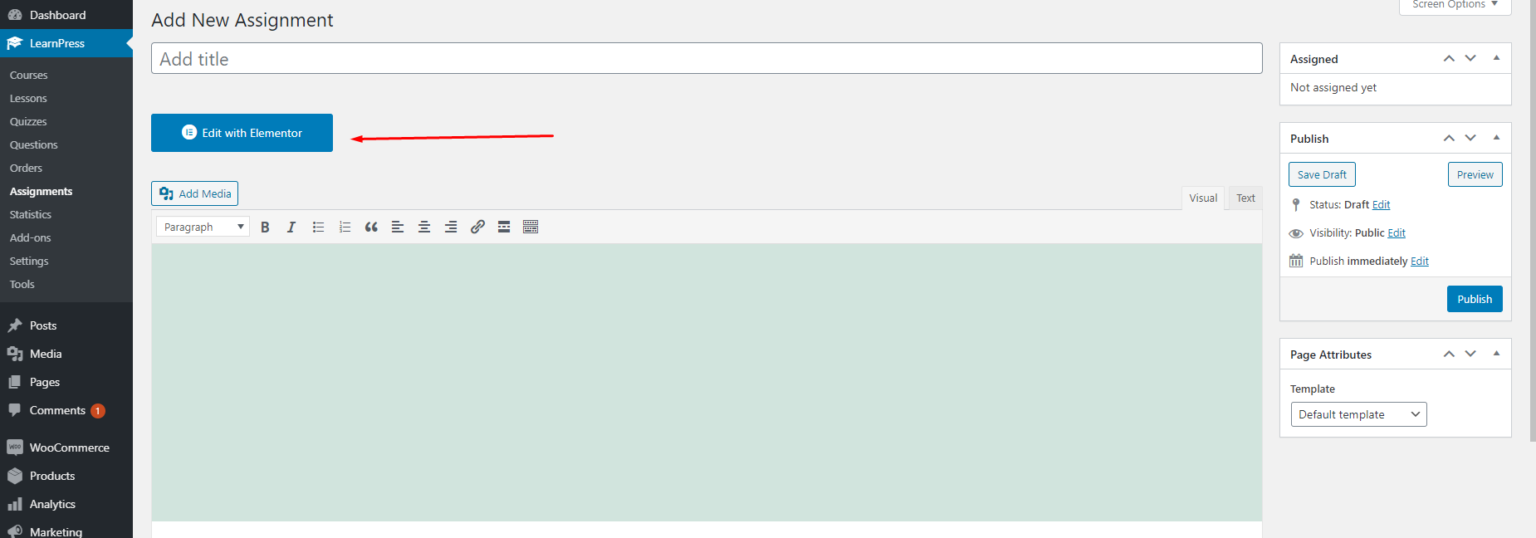 Dashboard
LearnPress
Courses
Lessons
Quizzes
Questions
Orders
Assignments
Statistics
Add-ons
Settings
Tools
Posts
Media
Pages
Comments 1
WooCommerce
Products
Analytics
Marketing
Screen Options
Add New Assignment
Add title
Edit with Elementor
Add Media
Visual Text
Paragraph B I
Assigned
Not assigned yet
Publish
Save Draft Preview
Status: Draft Edit
Visibility: Public Edit
Publish immediately Edit
Publish
Page Attributes
Template
Default template